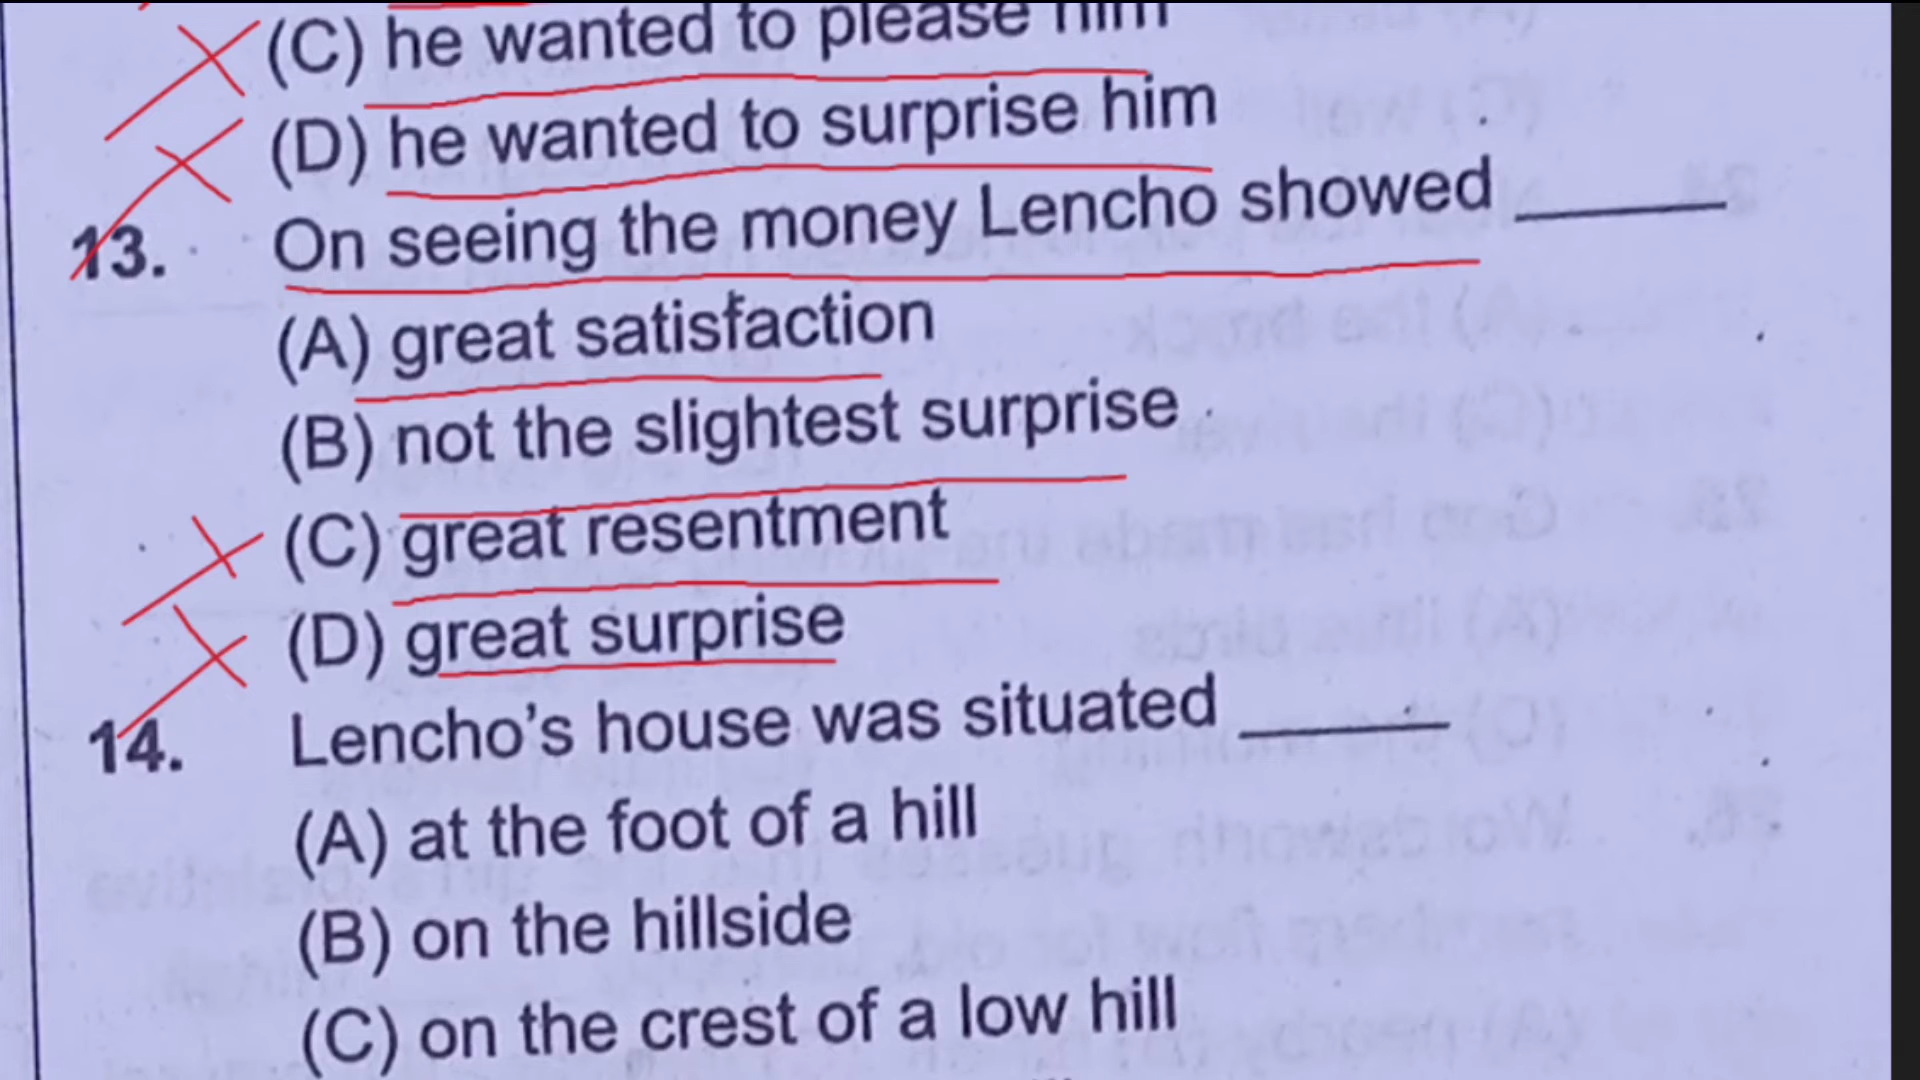 (C) he wanted to please him
(D) he wanted to surprise him
13. On seeing the money Lencho showed ______
(A) great satisfaction
(B) not the slightest surprise
(C) great resentment
(D) great surprise
14. Lencho's house was situated ______
(A) at the foot of a hill
(B) on the hillside
(C) on the crest of a low hill